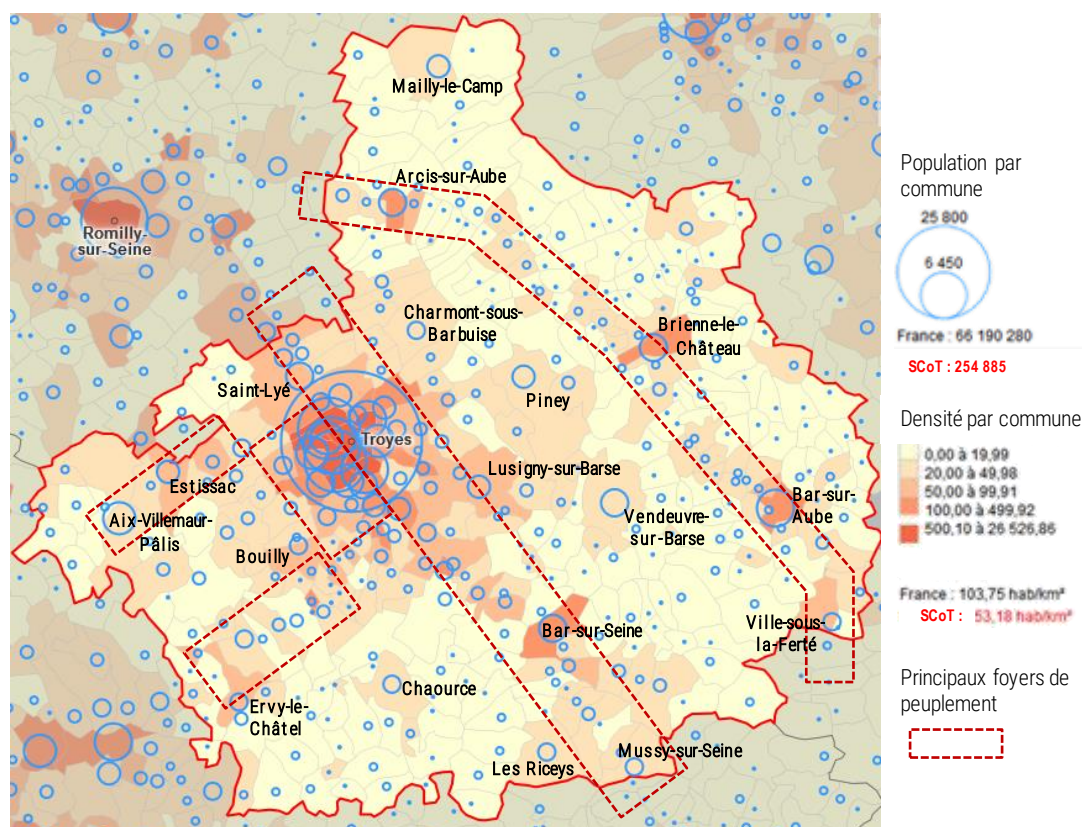 Mailly-le-Camp
Arcis-sur-Aube
Romilly-
sur-Seine
Charmont-sous-
Barbuise
Brienne-le-
Château
Saint-Lyé
Piney
Troyes
Lusigny-sur-Barse
Estissac
Bar-sur-
Aube
Aix-Villemaur-
Pâlis
Vendeuvre-
sur-Barse
Bouilly
Bar-sur-Seine
Ville-sous-
la-Ferté
Chaource
Ervy-le-
Châtel
Mussy-sur-Seine
Les Riceys
Population par
commune
25 800
6 450
France : 66 190 280
SCoT : 254 885
Densité par commune
0,00 à 19,99
20,00 à 49,98
50,00 à 99,91
100,00 à 499,92
500,10 à 26 526,86
France : 103,75 hab/km²
SCoT : 53,18 hab/km²
Principaux foyers de
peuplement